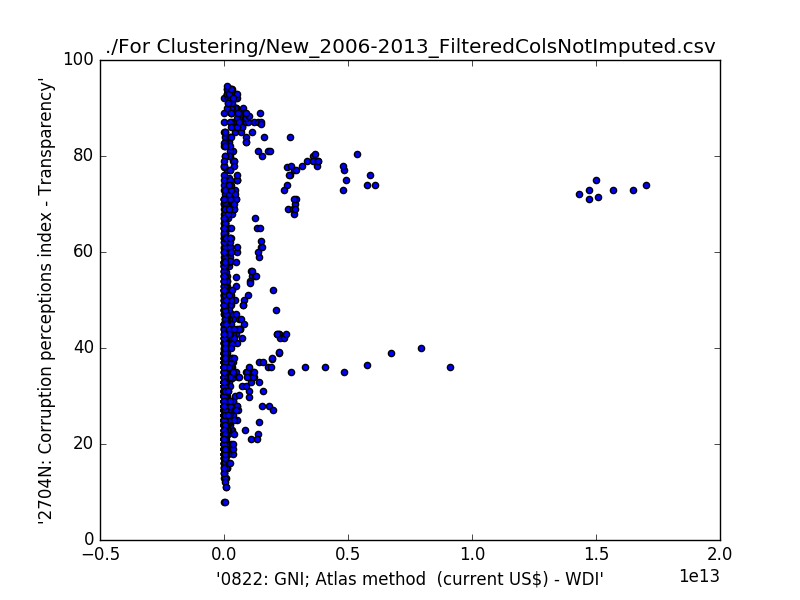 ./For Clustering/New_2006-2013_FilteredColsNotImputed.csv
100
80
60
40
20
0
'2704N: Corruption perceptions index - Transparency'
−0.5 0.0 0.5 1.0 1.5 2.0
1e13
'0822: GNI; Atlas method  (current US$) - WDI'